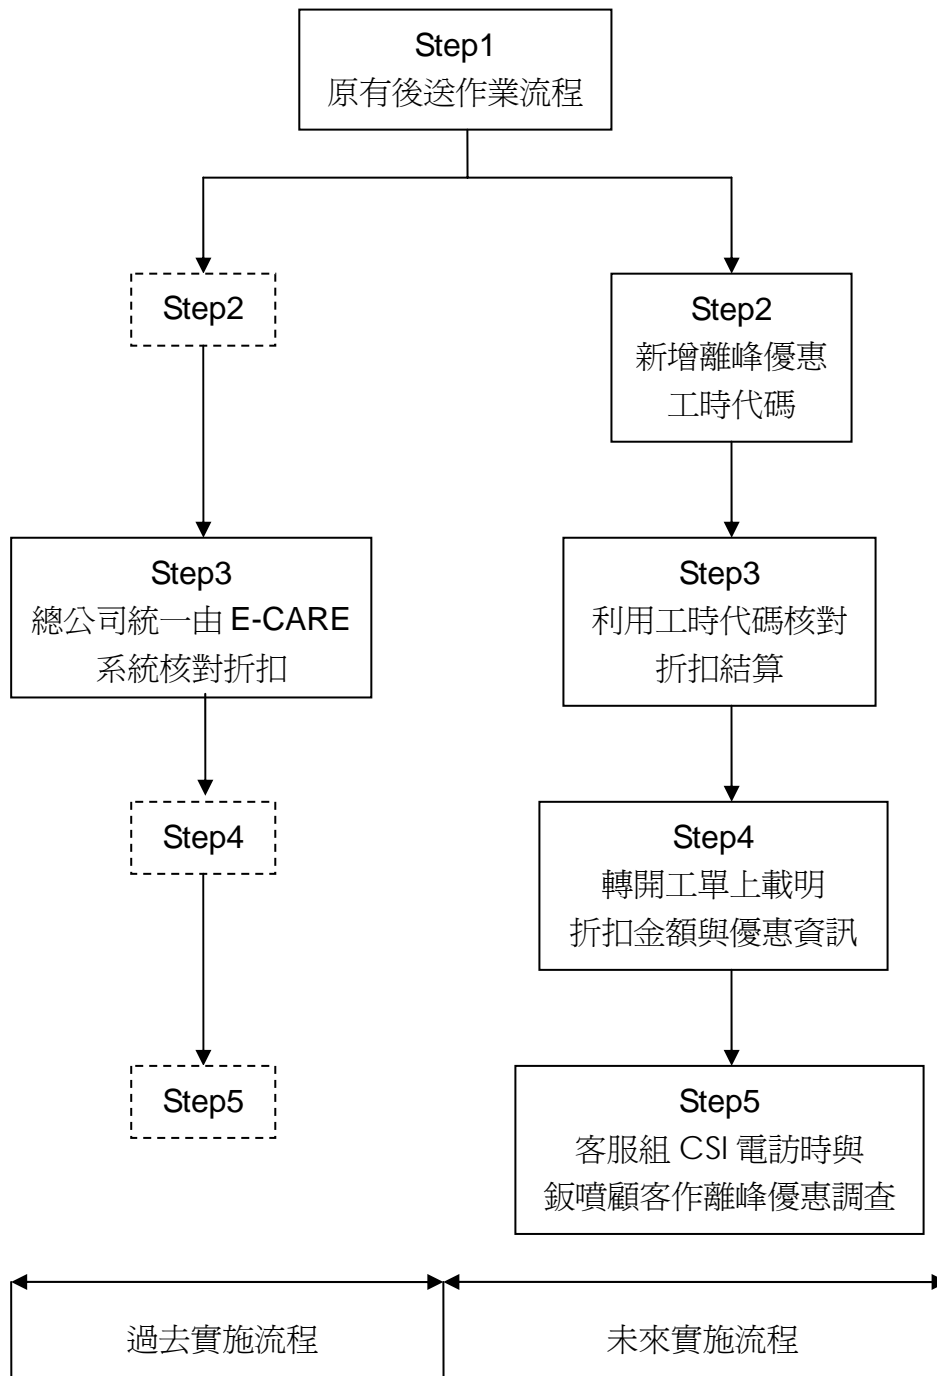 Step1
原有後送作業流程
Step2
Step2
新增離峰優惠
工時代碼
Step3
總公司統一由 E-CARE
系統核對折扣
Step3
利用工時代碼核對
折扣結算
Step4
Step4
轉開工單上載明
折扣金額與優惠資訊
Step5
Step5
客服組 CSI 電訪時與
鈑噴顧客作離峰優惠調查
過去實施流程
未來實施流程